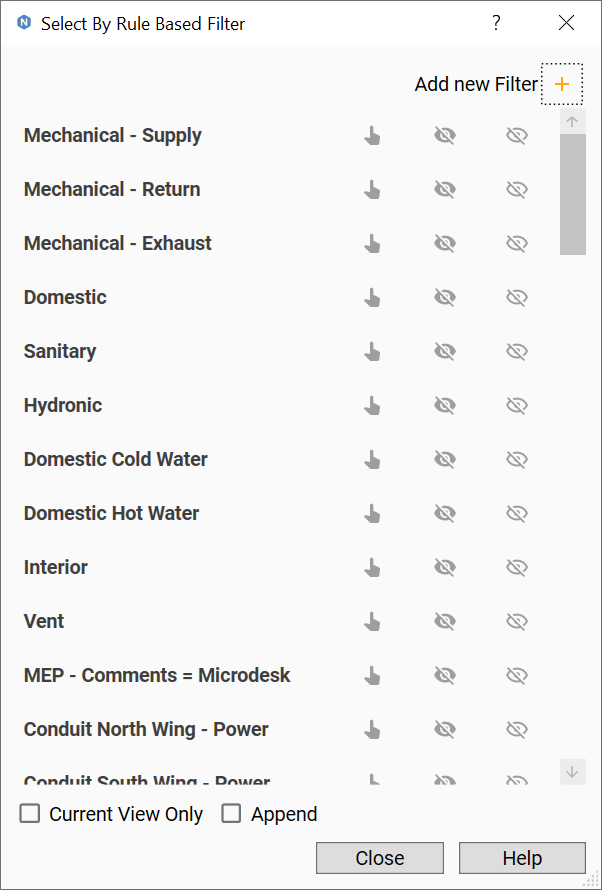 Select By Rule Based Filter
Add new Filter
Mechanical - Supply
Mechanical - Return
Mechanical - Exhaust
Domestic
Sanitary
Hydronic
Domestic Cold Water
Domestic Hot Water
Interior
Vent
MEP - Comments = Microdesk
Conduit North Wing - Power
Conduit South Wing - Power
Current View Only
Append
Close
Help